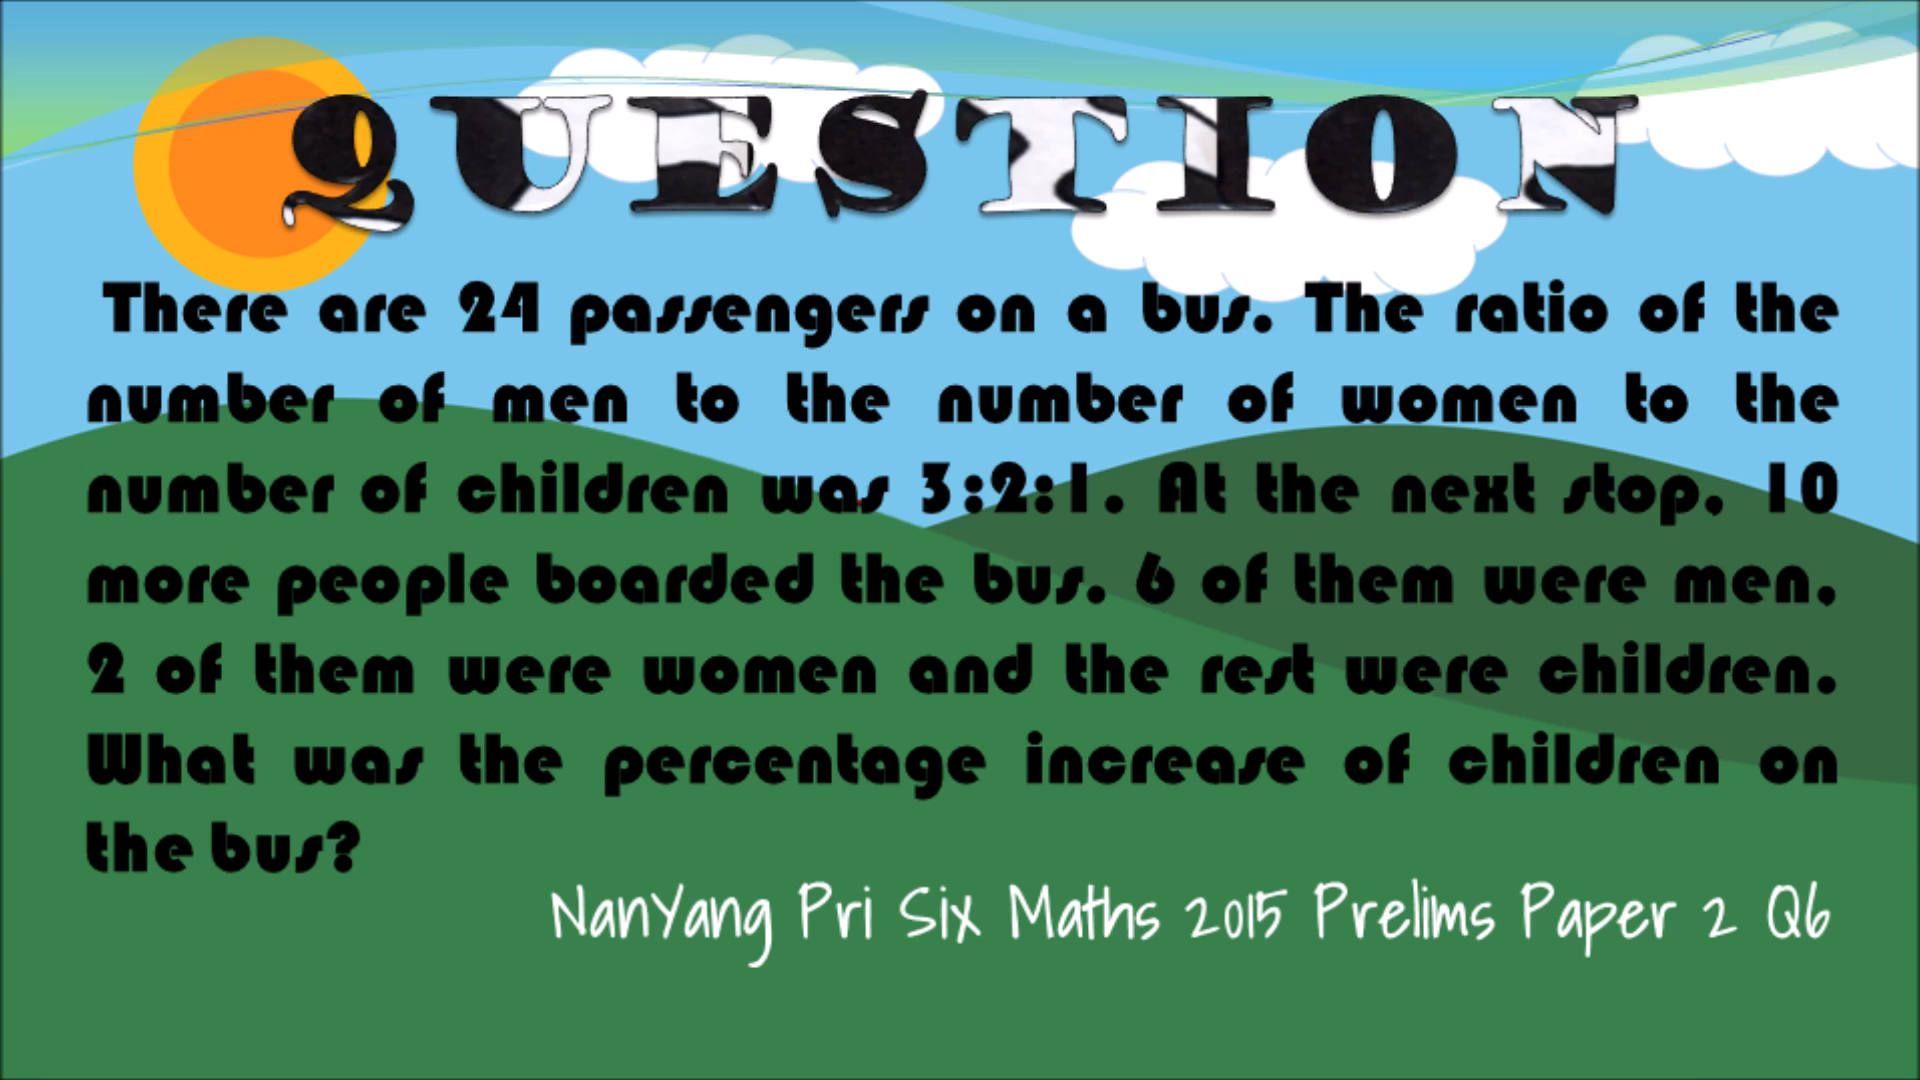 QUESTION
There are 24 passengers on a bus. The ratio of the
number of men to the number of women to the
number of children was 3:2:1. At the next stop, 10
more people boarded the bus. 6 of them were men,
2 of them were women and the rest were children.
What was the percentage increase of children on
the bus?
NanYang Pri Six Maths 2015 Prelims Paper 2 Q6